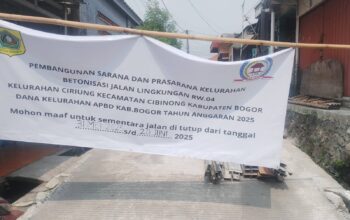 PEMBANGUNAN SARANA DAN PRASARANA KELURAHAN
BETONISASI JALAN LINGKUNGAN RW.04
KELURAHAN CIRIUNG KECAMATAN CIBINONG KABUPATEN BOGOR
DANA KELURAHAN APBD KAB.BOGOR TAHUN ANGGARAN 2025
Mohon maaf untuk sementara jalan di tutup dari tanggal
s/d 2025